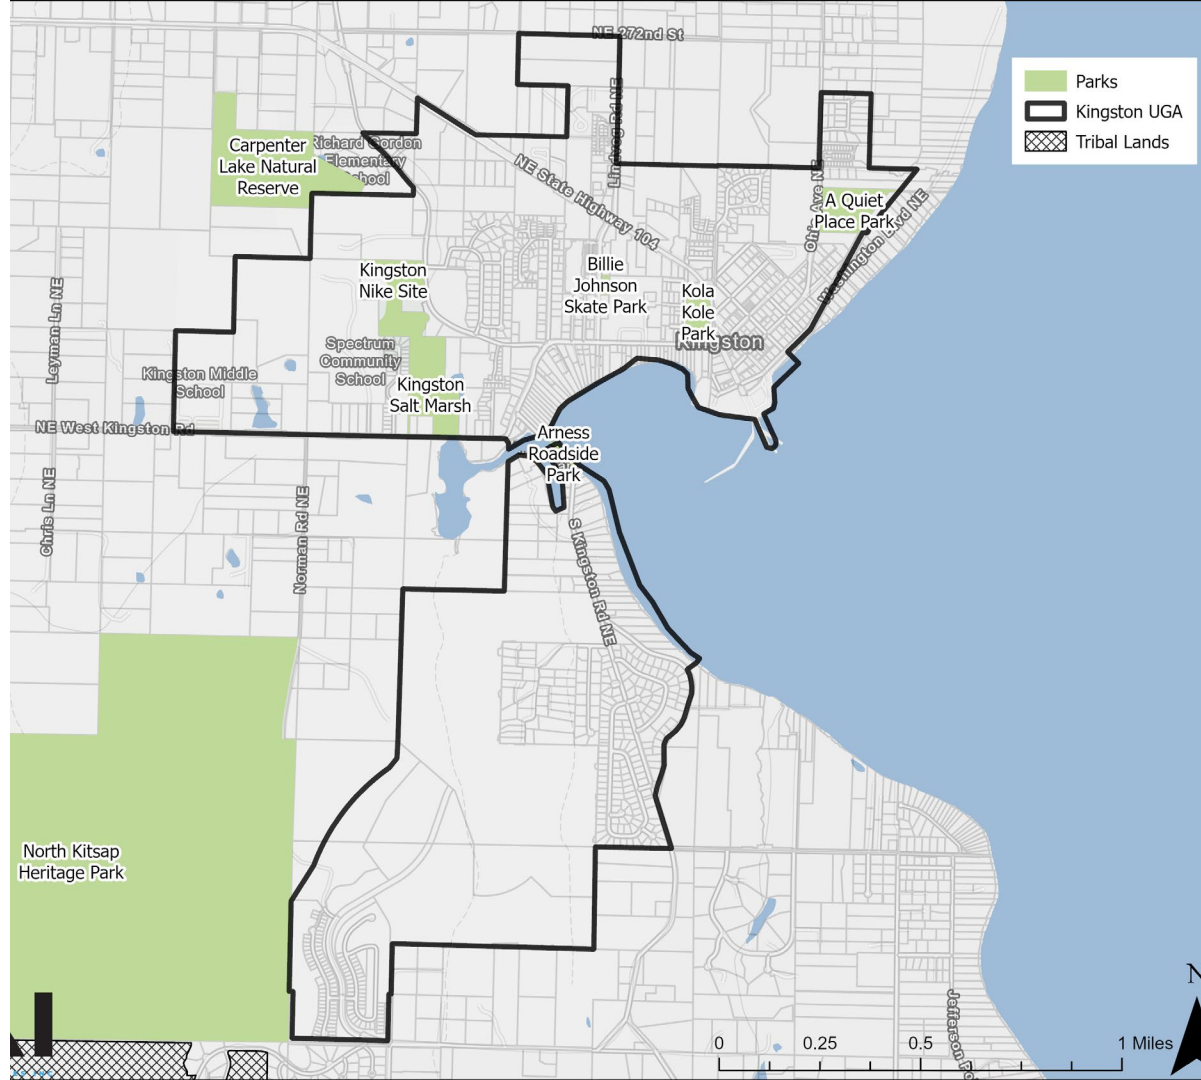 NE 272nd St
Parks
Kingston UGA
Tribal Lands
Lindvog Rd NE
Richard Gordon
Elementary
School
Carpenter
Lake Natural
Reserve
NE State Highway 104
Ohio Ave NE
A Quiet
Place Park
Washington Blvd NE
Kingston
Nike Site
Billie
Johnson
Skate Park
Kola
Kole
Park
Kingston
Leyman Ln NE
Spectrum
Community
School
Kingston Middle
School
Kingston
Salt Marsh
NE West Kingston Rd
Arness
Roadside
Park
Chris Ln NE
Norman Rd NE
S Kingston Rd NE
North Kitsap
Heritage Park
N
0 0.25 0.5 1 Miles